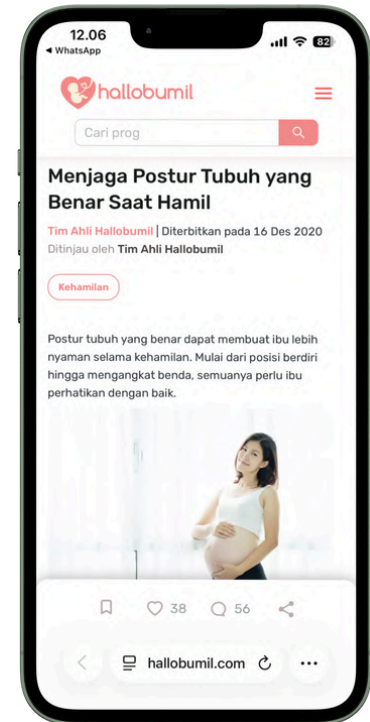 12.06
82
◀ WhatsApp
hallobumil
Cari prog
Menjaga Postur Tubuh yang
Benar Saat Hamil
Tim Ahli Hallobumil | Diterbitkan pada 16 Des 2020
Ditinjau oleh Tim Ahli Hallobumil
Kehamilan
Postur tubuh yang benar dapat membuat ibu lebih
nyaman selama kehamilan. Mulai dari posisi berdiri
hingga mengangkat benda, semuanya perlu ibu
perhatikan dengan baik.
38 56
hallobumil.com